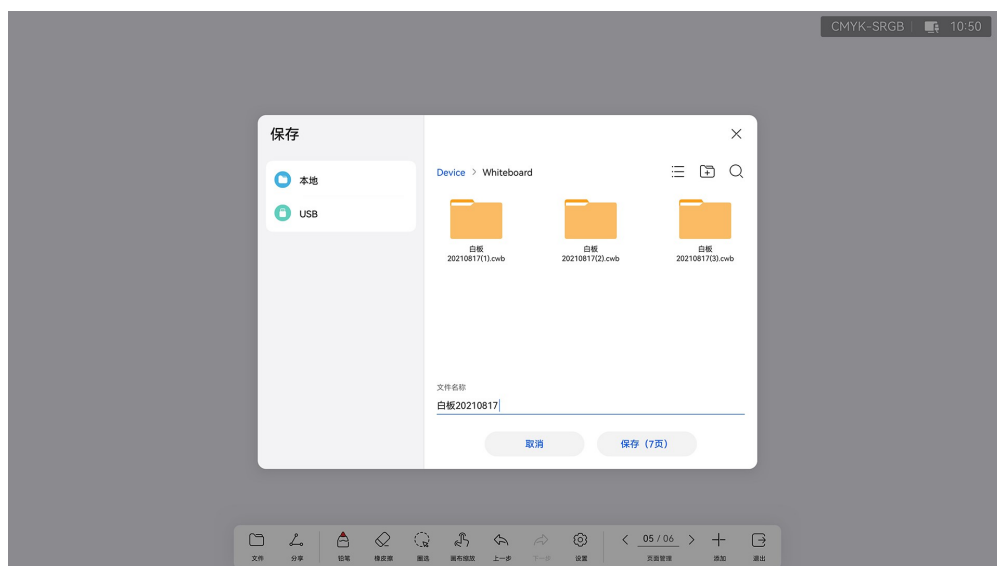 CMYK-SRGB 10:50
保存
本地
USB
Device > Whiteboard
白板
20210817(1).cwb
白板
20210817(2).cwb
白板
20210817(3).cwb
文件名称
白板20210817
取消
保存（7页）
05 / 06
文件
分享
铅笔
橡皮擦
圈选
画布缩放
上一步
下一步
设置
页面管理
添加
退出